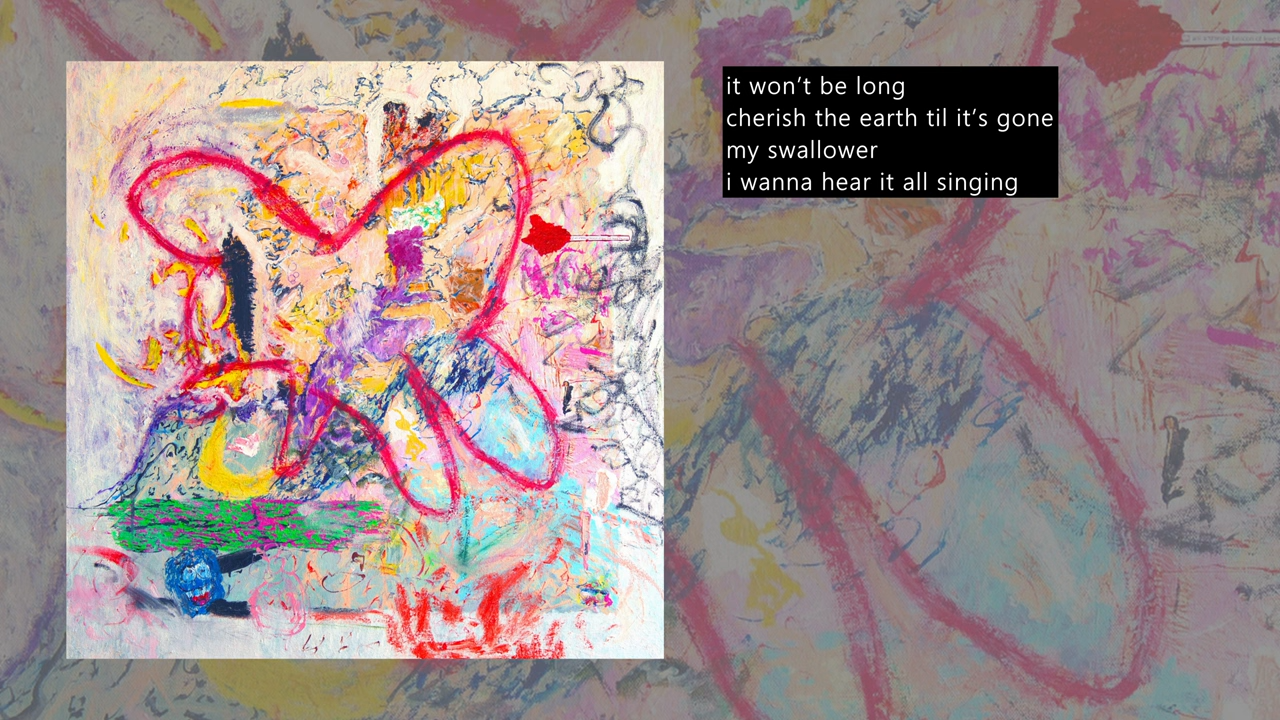 it won’t be long
cherish the earth til it’s gone
my swallower
i wanna hear it all singing